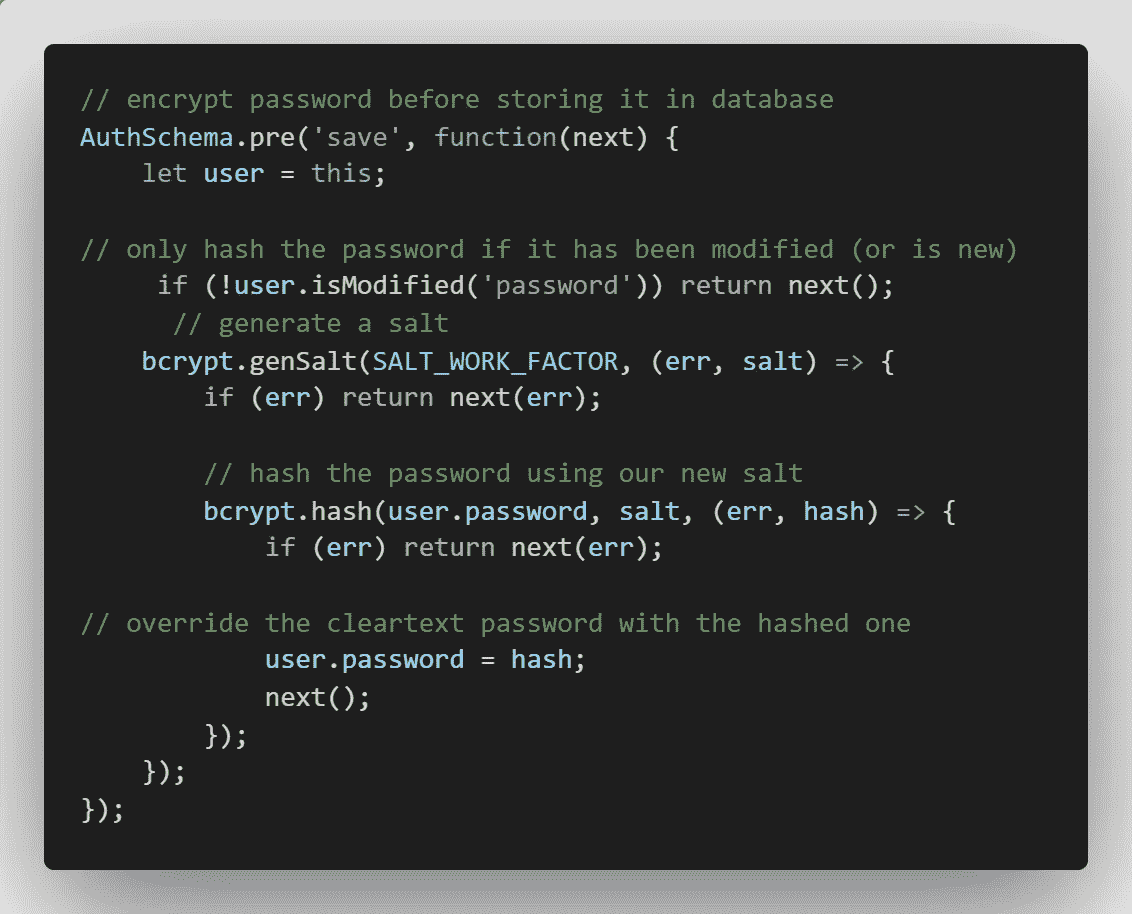 // encrypt password before storing it in database
AuthSchema.pre('save', function(next) {
    let user = this;

// only hash the password if it has been modified (or is new)
     if (!user.isModified('password')) return next();
      // generate a salt
    bcrypt.genSalt(SALT_WORK_FACTOR, (err, salt) => {
        if (err) return next(err);

        // hash the password using our new salt
        bcrypt.hash(user.password, salt, (err, hash) => {
            if (err) return next(err);

// override the cleartext password with the hashed one
            user.password = hash;
            next();
        });
    });
});